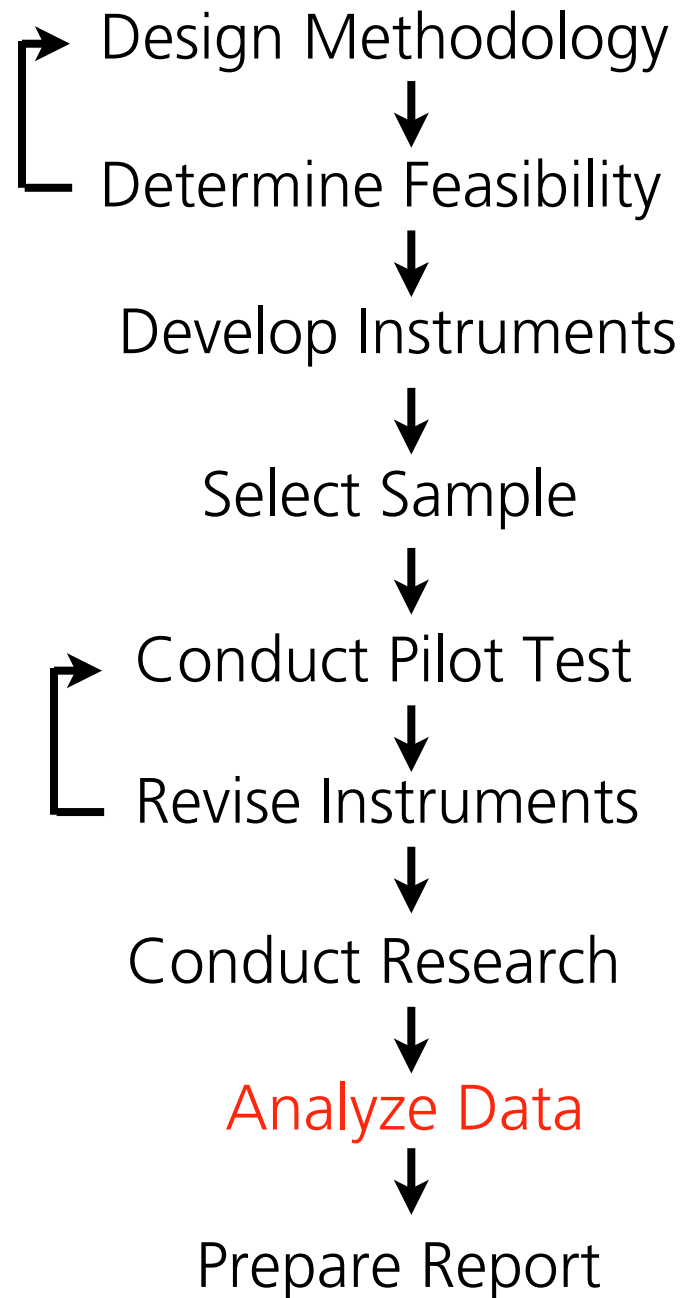 Design Methodology
Determine Feasibility
Develop Instruments
Select Sample
Conduct Pilot Test
Revise Instruments
Conduct Research
Analyze Data
Prepare Report